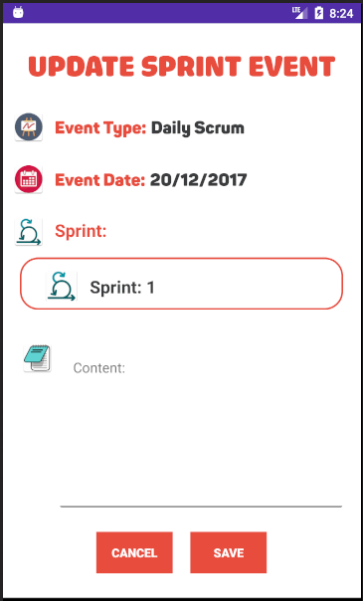 LTE 8:24
UPDATE SPRINT EVENT
Event Type: Daily Scrum
Event Date: 20/12/2017
Sprint:
Sprint: 1
Content:
CANCEL SAVE